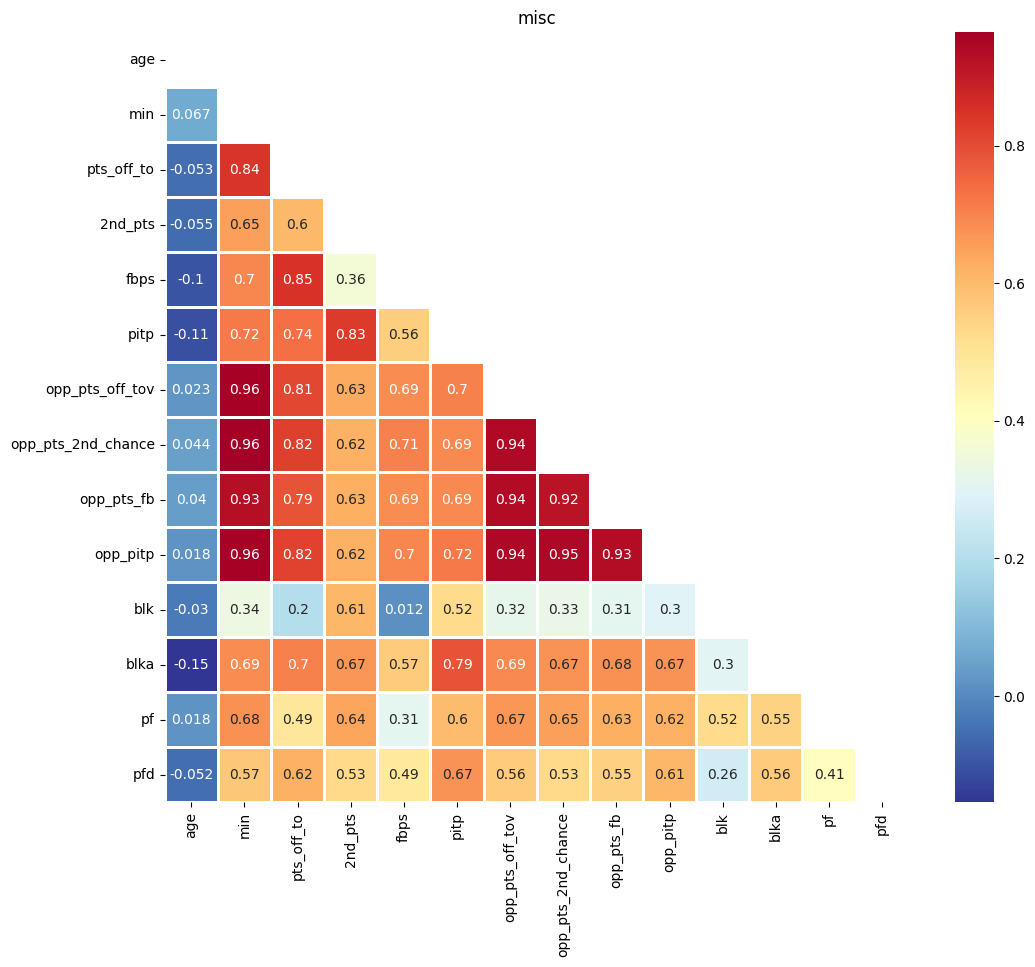 misc
age
min 0.067
pts_off_to -0.053 0.84
2nd_pts -0.055 0.65 0.6
fbps -0.1 0.7 0.85 0.36
pitp -0.11 0.72 0.74 0.83 0.56
opp_pts_off_tov 0.023 0.96 0.81 0.63 0.69 0.7
opp_pts_2nd_chance 0.044 0.96 0.82 0.62 0.71 0.69 0.94
opp_pts_fb 0.04 0.93 0.79 0.63 0.69 0.69 0.94 0.92
opp_pitp 0.018 0.96 0.82 0.62 0.7 0.72 0.94 0.95 0.93
blk -0.03 0.34 0.2 0.61 0.012 0.52 0.32 0.33 0.31 0.3
blka -0.15 0.69 0.7 0.67 0.57 0.79 0.69 0.67 0.68 0.67 0.3
pf 0.018 0.68 0.49 0.64 0.31 0.6 0.67 0.65 0.63 0.62 0.52 0.55
pfd -0.052 0.57 0.62 0.53 0.49 0.67 0.56 0.53 0.55 0.61 0.26 0.56 0.41
age min pts_off_to 2nd_pts fbps pitp opp_pts_off_tov opp_pts_2nd_chance opp_pts_fb opp_pitp blk blka pf pfd
0.8
0.6
0.4
0.2
0.0